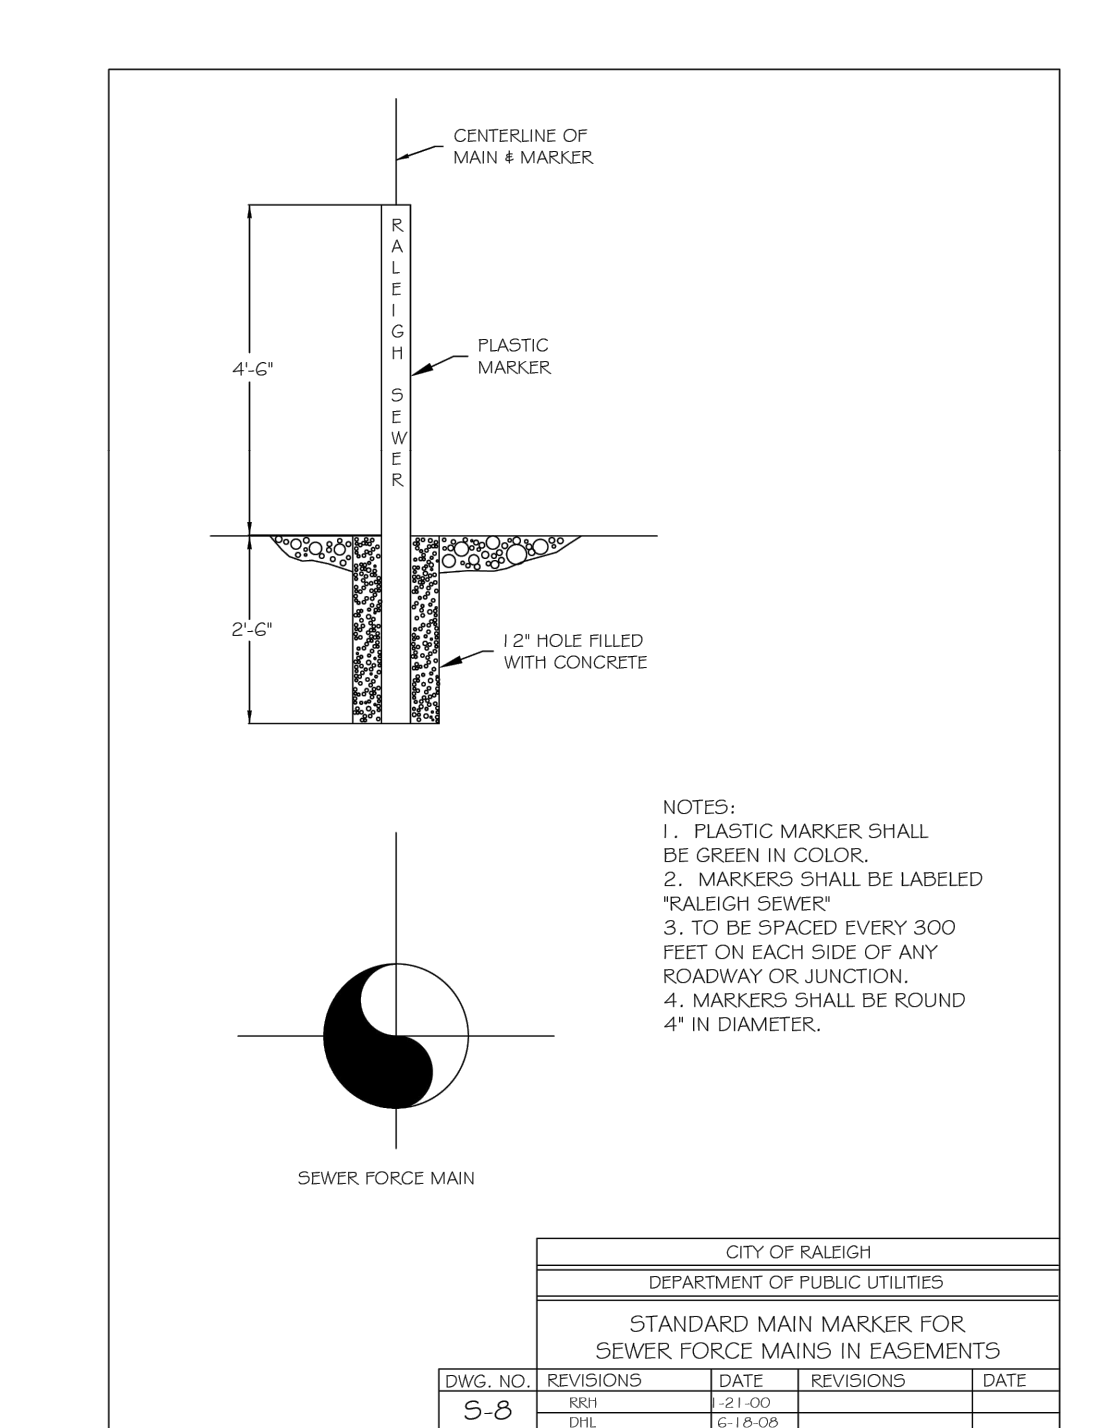 CENTERLINE OF
MAIN & MARKER
RALEIGH SEWER
4'-6"
PLASTIC
MARKER
2'-6"
12" HOLE FILLED
WITH CONCRETE
NOTES:
1. PLASTIC MARKER SHALL
BE GREEN IN COLOR.
2. MARKERS SHALL BE LABELED
"RALEIGH SEWER"
3. TO BE SPACED EVERY 300
FEET ON EACH SIDE OF ANY
ROADWAY OR JUNCTION.
4. MARKERS SHALL BE ROUND
4" IN DIAMETER.
SEWER FORCE MAIN
CITY OF RALEIGH
DEPARTMENT OF PUBLIC UTILITIES
STANDARD MAIN MARKER FOR
SEWER FORCE MAINS IN EASEMENTS
DWG. NO. REVISIONS DATE REVISIONS DATE
S-8 RRH 1-21-00
DHL 6-18-08